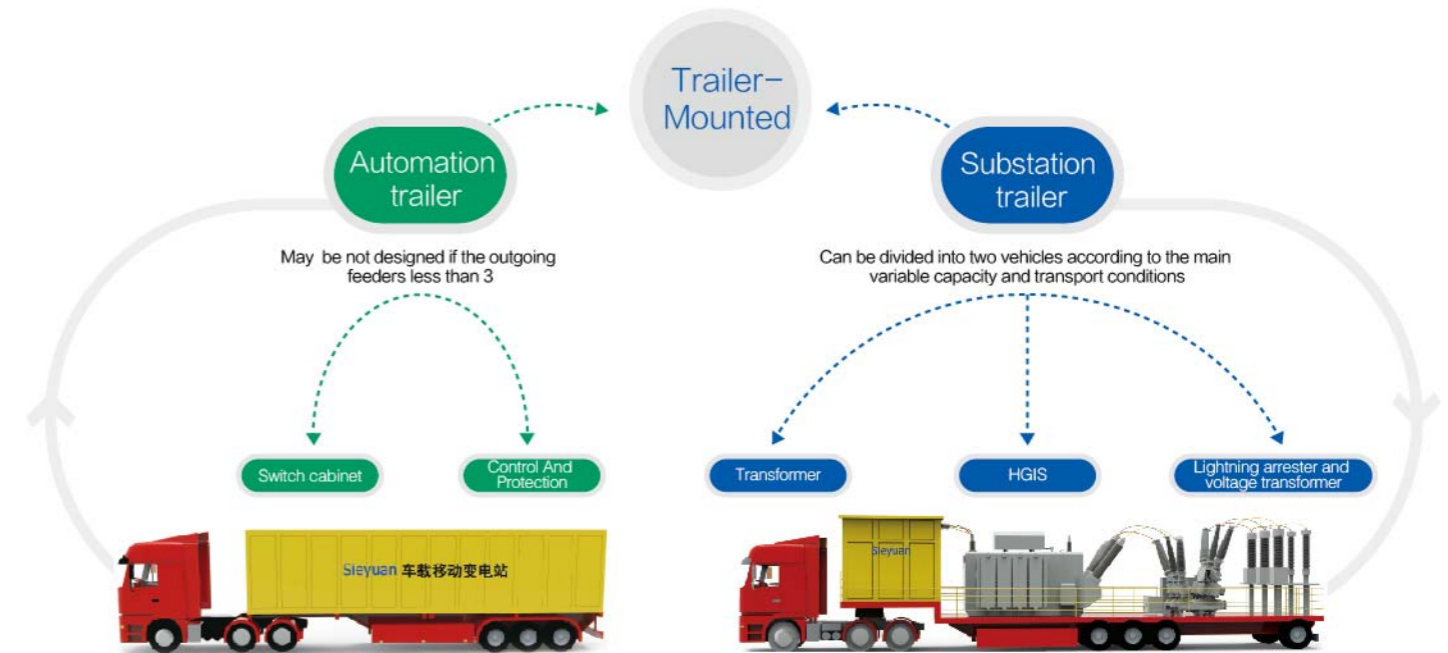 Trailer-
Mounted
Automation
trailer
Substation
trailer
May be not designed if the outgoing
feeders less than 3
Can be divided into two vehicles according to the main
variable capacity and transport conditions
Switch cabinet
Control And
Protection
Transformer
HGIS
Lightning arrester and
voltage transformer
Sieyuan 车载移动变电站
Sieyuan